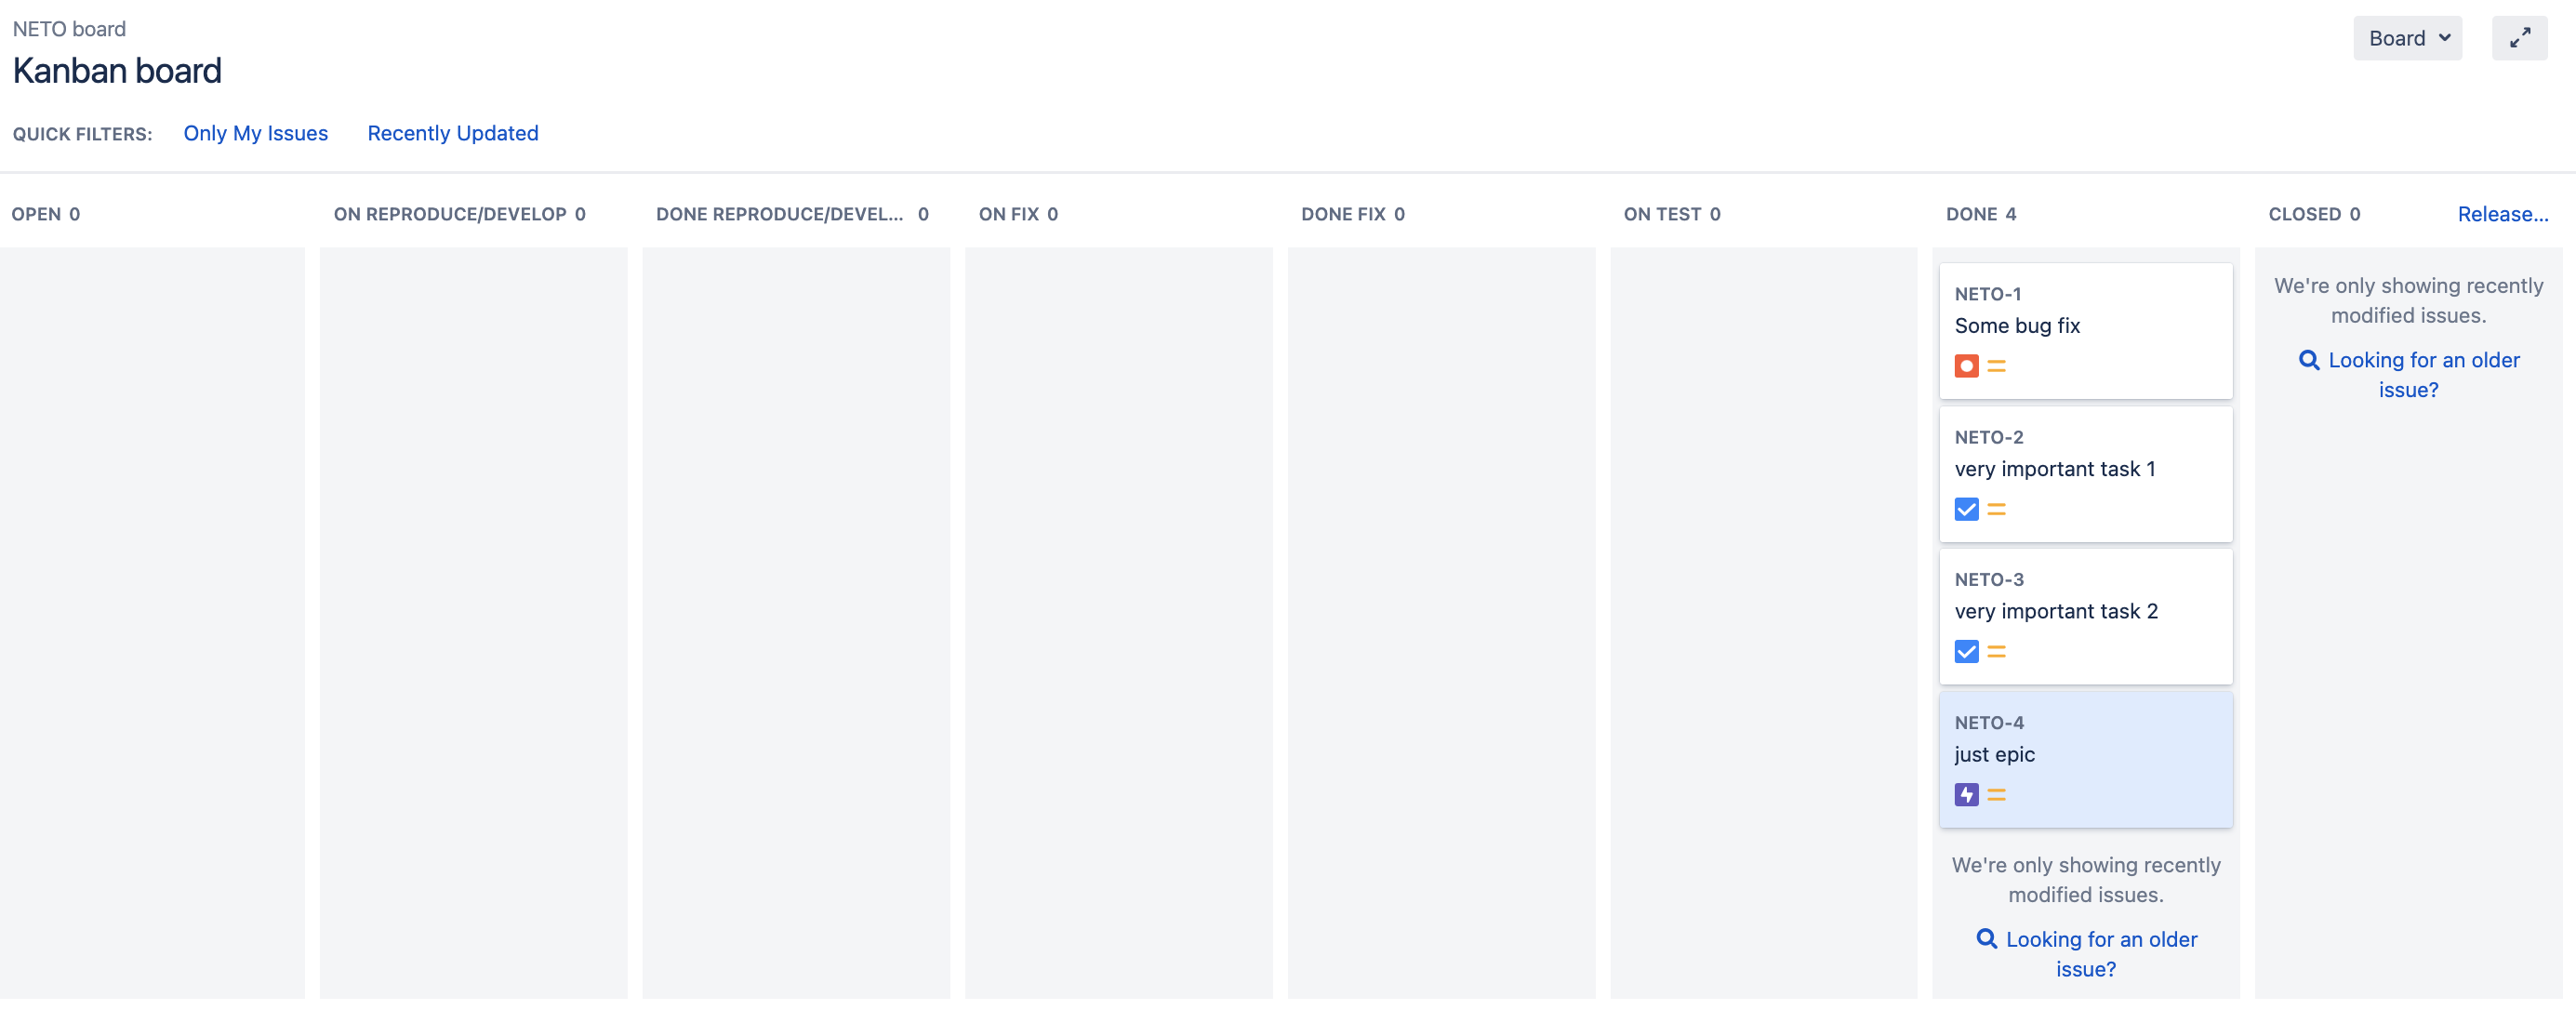 NETO board
Kanban board
Board
QUICK FILTERS: Only My Issues Recently Updated
OPEN 0
ON REPRODUCE/DEVELOP 0
DONE REPRODUCE/DEVEL... 0
ON FIX 0
DONE FIX 0
ON TEST 0
DONE 4
CLOSED 0
Release...
NETO-1
Some bug fix
NETO-2
very important task 1
NETO-3
very important task 2
NETO-4
just epic
We're only showing recently
modified issues.
Looking for an older
issue?
We're only showing recently
modified issues.
Looking for an older
issue?